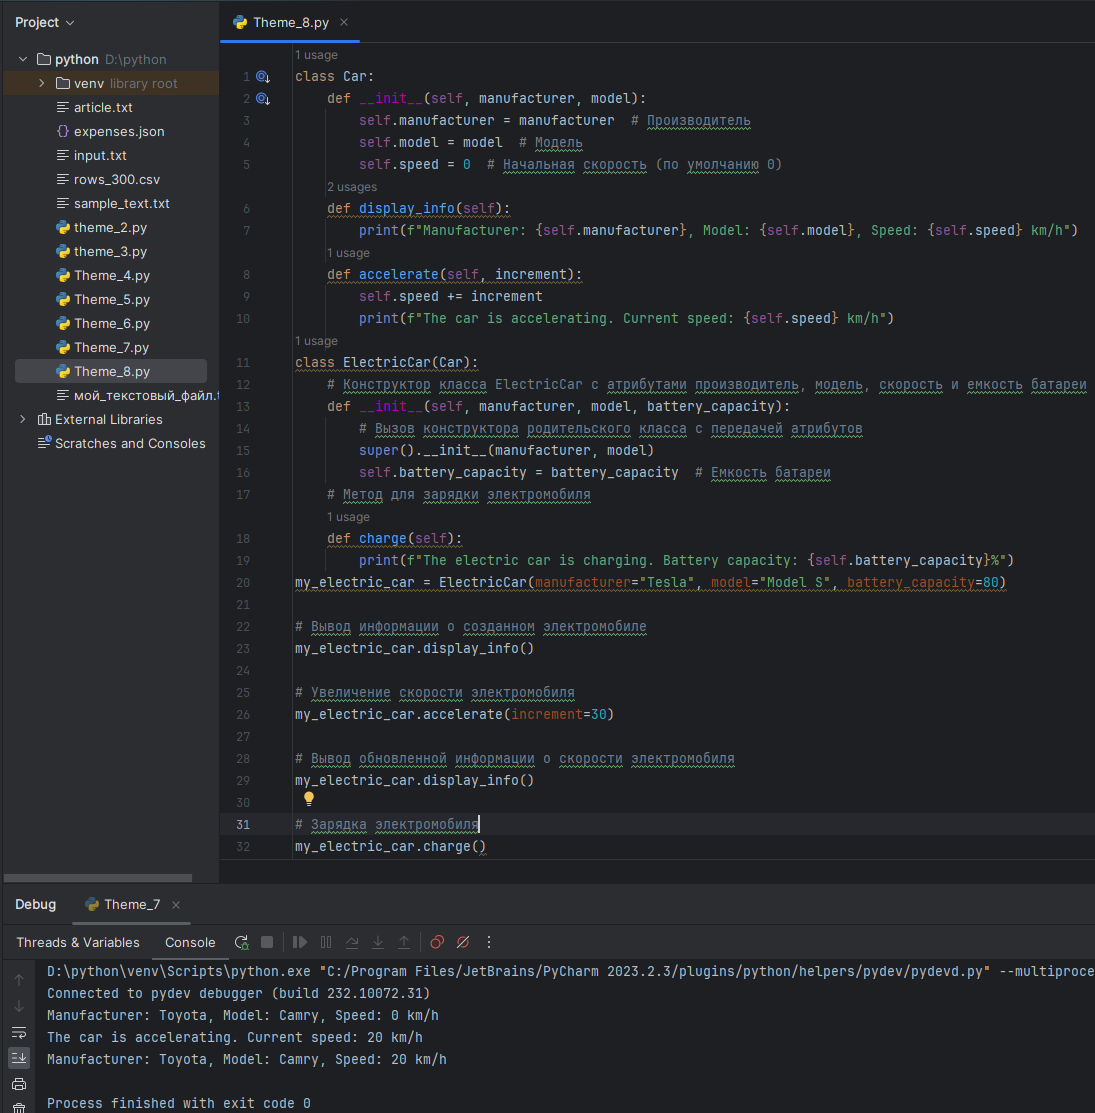 Project
python D:\python
venv library root
article.txt
expenses.json
input.txt
rows_300.csv
sample_text.txt
theme_2.py
theme_3.py
Theme_4.py
Theme_5.py
Theme_6.py
Theme_7.py
Theme_8.py
мой_текстовый_файл.
External Libraries
Scratches and Consoles
Theme_8.py ×
1 usage
1 class Car:
2 def __init__(self, manufacturer, model):
3 self.manufacturer = manufacturer # Производитель
4 self.model = model # Модель
5 self.speed = 0 # Начальная скорость (по умолчанию 0)
2 usages
6 def display_info(self):
7 print(f"Manufacturer: {self.manufacturer}, Model: {self.model}, Speed: {self.speed} km/h")
1 usage
8 def accelerate(self, increment):
9 self.speed += increment
10 print(f"The car is accelerating. Current speed: {self.speed} km/h")
1 usage
11 class ElectricCar(Car):
12 # Конструктор класса ElectricCar с атрибутами производитель, модель, скорость и емкость батареи
13 def __init__(self, manufacturer, model, battery_capacity):
14 # Вызов конструктора родительского класса с передачей атрибутов
15 super().__init__(manufacturer, model)
16 self.battery_capacity = battery_capacity # Емкость батареи
17 # Метод для зарядки электромобиля
1 usage
18 def charge(self):
19 print(f"The electric car is charging. Battery capacity: {self.battery_capacity}%")
20 my_electric_car = ElectricCar(manufacturer="Tesla", model="Model S", battery_capacity=80)
21
22 # Вывод информации о созданном электромобиле
23 my_electric_car.display_info()
24
25 # Увеличение скорости электромобиля
26 my_electric_car.accelerate(increment=30)
27
28 # Вывод обновленной информации о скорости электромобиля
29 my_electric_car.display_info()
30
31 # Зарядка электромобиля
32 my_electric_car.charge()
Debug Theme_7 ×
Threads & Variables Console
D:\python\venv\Scripts\python.exe "C:/Program Files/JetBrains/PyCharm 2023.2.3/plugins/python/helpers/pydev/pydevd.py" --multiproce
Connected to pydev debugger (build 232.10072.31)
Manufacturer: Toyota, Model: Camry, Speed: 0 km/h
The car is accelerating. Current speed: 20 km/h
Manufacturer: Toyota, Model: Camry, Speed: 20 km/h
Process finished with exit code 0